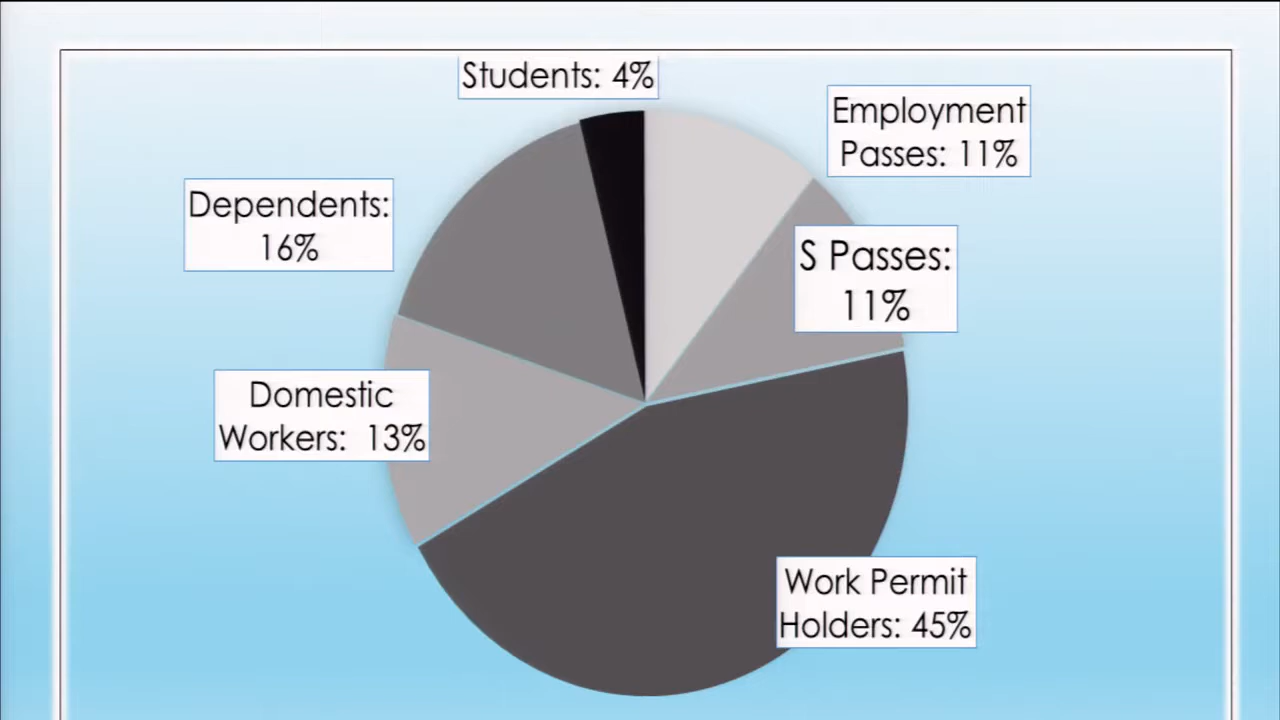 Students: 4%
Employment
Passes: 11%
Dependents:
16%
S Passes:
11%
Domestic
Workers:  13%
Work Permit
Holders: 45%